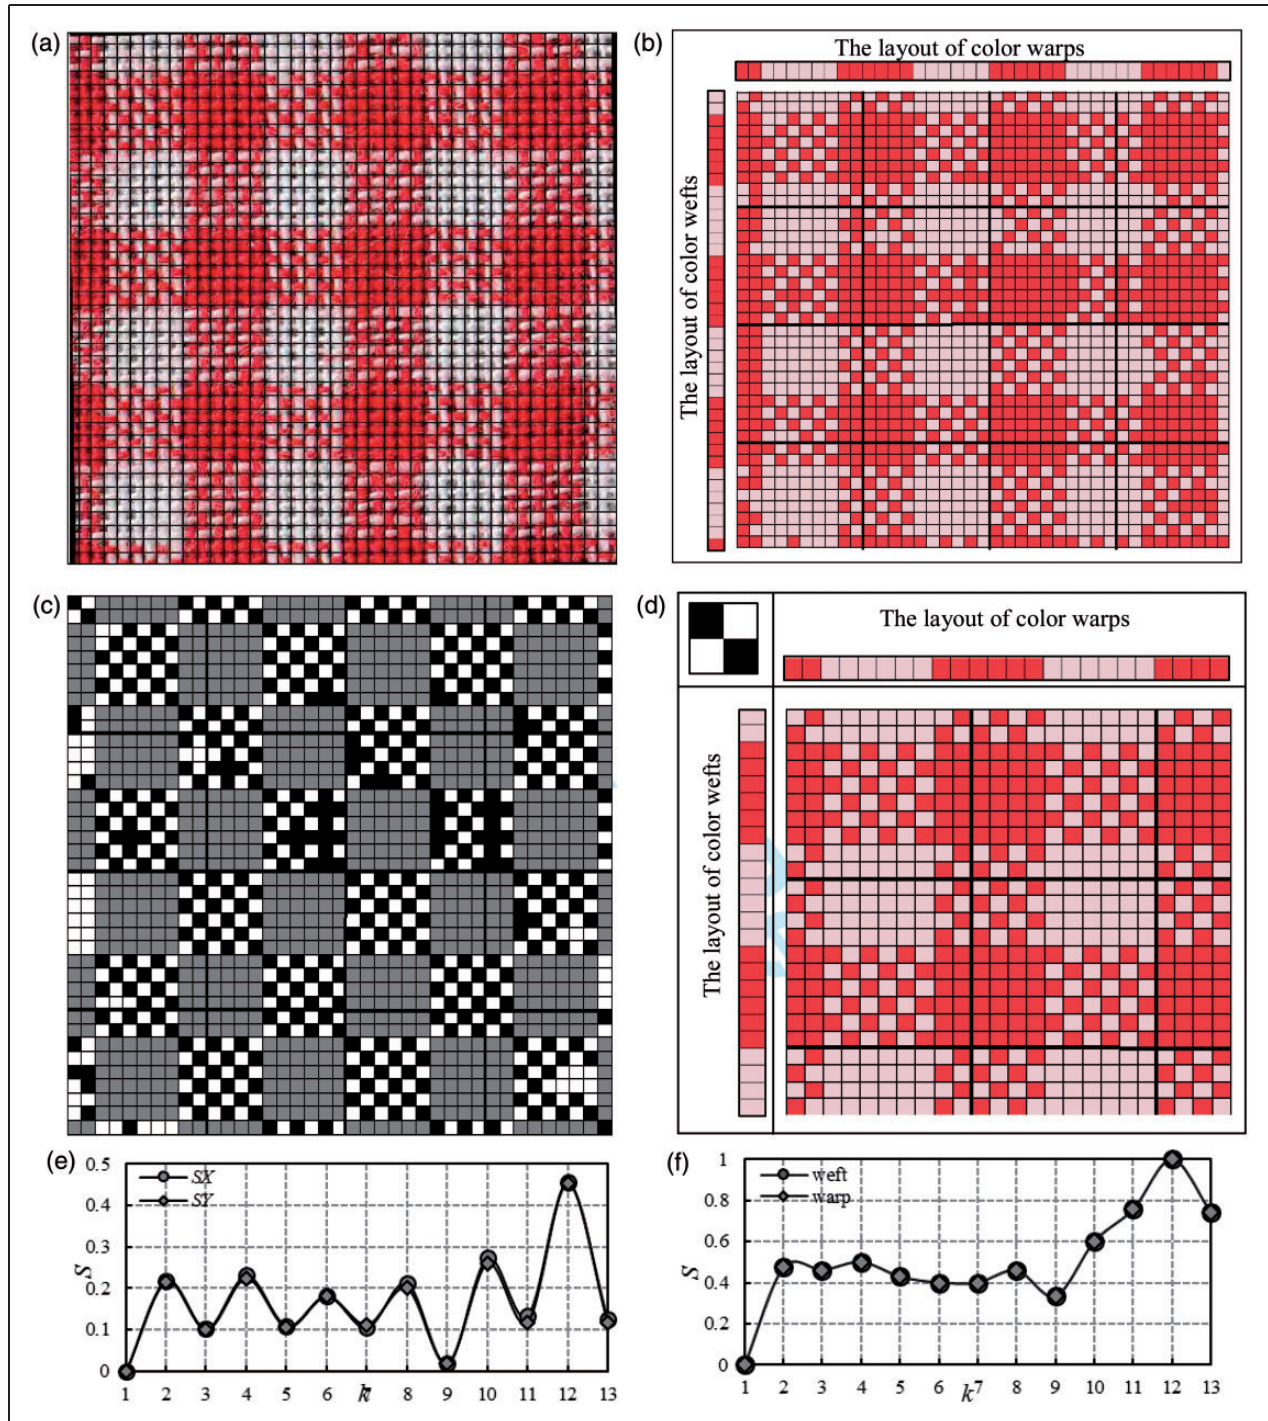 (a)
(b)
The layout of color warps
The layout of color wefts
(c)
(d)
The layout of color warps
The layout of color wefts
(e)
0.5
0.4
0.3
0.2
0.1
0
S
SX
SY
1 2 3 4 5 6 7 8 9 10 11 12 13
k
(f)
1
0.8
0.6
0.4
0.2
0
S
weft
warp
1 2 3 4 5 6 7 8 9 10 11 12 13
k